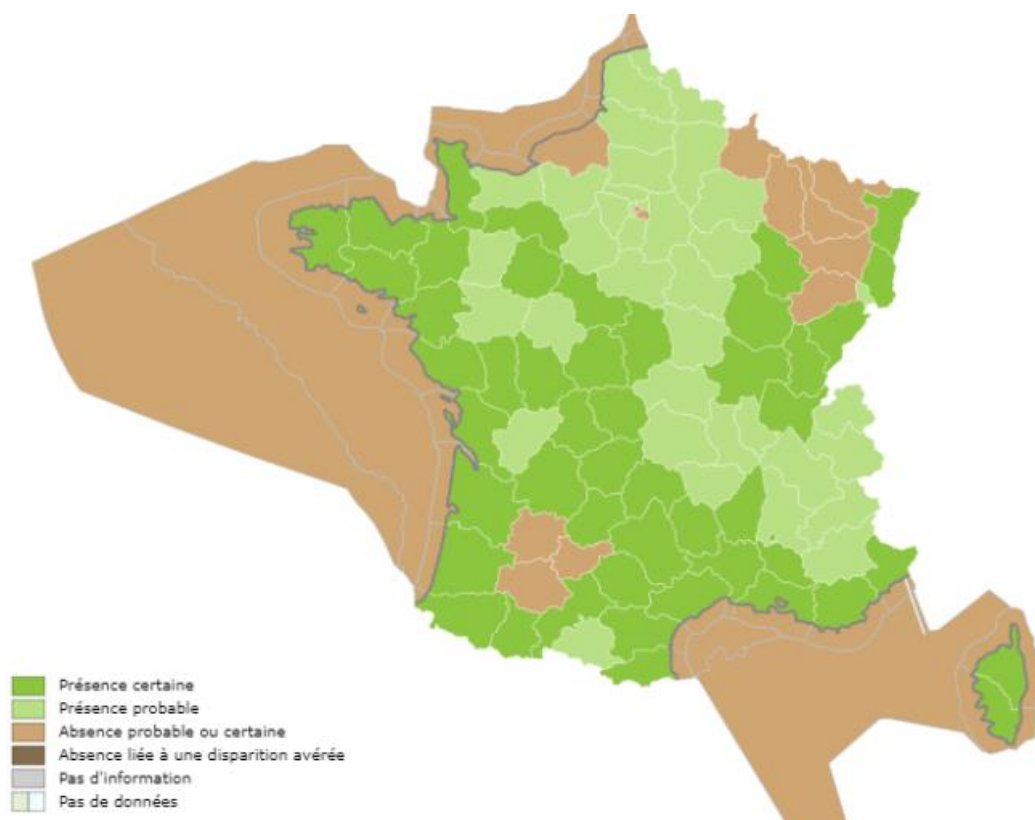 Présence certaine
Présence probable
Absence probable ou certaine
Absence liée à une disparition avérée
Pas d'information
Pas de données